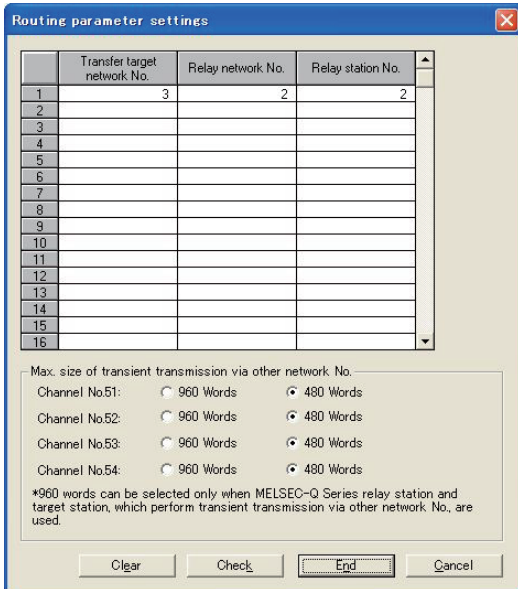 Routing parameter settings
Transfer target network No. Relay network No. Relay station No.
1 3 2 2
2
3
4
5
6
7
8
9
10
11
12
13
14
15
16
Max. size of transient transmission via other network No.
Channel No.51: 960 Words 480 Words
Channel No.52: 960 Words 480 Words
Channel No.53: 960 Words 480 Words
Channel No.54: 960 Words 480 Words
*960 words can be selected only when MELSEC-Q Series relay station and
target station, which perform transient transmission via other network No., are
used.
Clear Check End Cancel